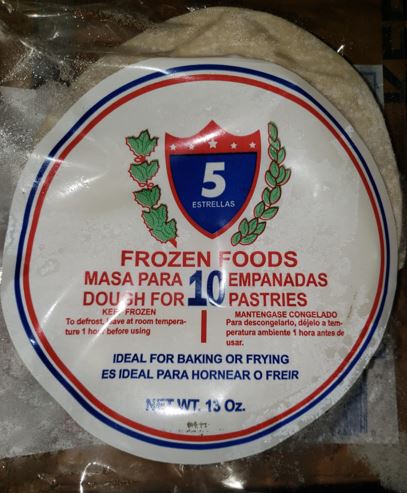 5
ESTRELLAS
FROZEN FOODS
MASA PARA 10 EMPANADAS
DOUGH FOR PASTRIES
KEEP FROZEN
To defrost, leave at room tempera-
ture 1 hour before using
MANTENGASE CONGELADO
Para descongelarlo, déjelo a tem-
peratura ambiente 1 hora antes de
usar.
IDEAL FOR BAKING OR FRYING
ES IDEAL PARA HORNEAR O FREIR
NET WT. 13 Oz.